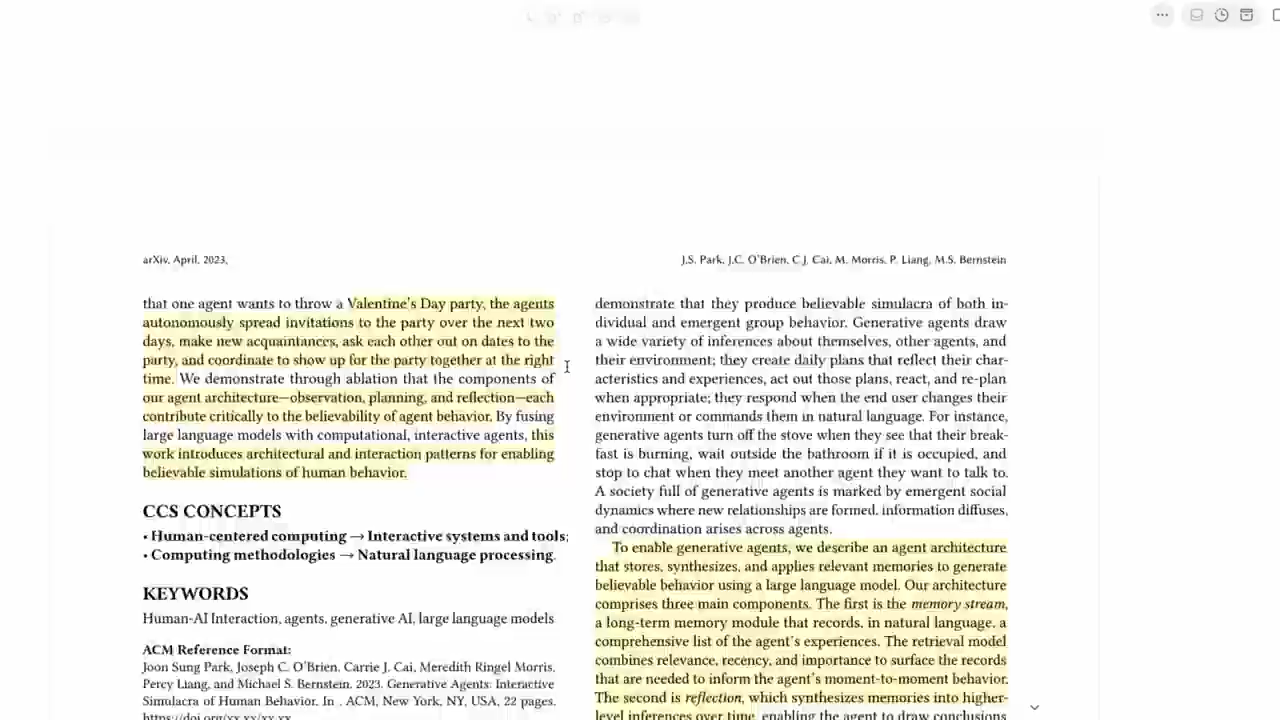 arXiv, April, 2023,
J.S. Park, J.C. O'Brien, C.J. Cai, M. Morris, P. Liang, M.S. Bernstein
that one agent wants to throw a Valentine's Day party, the agents
autonomously spread invitations to the party over the next two
days, make new acquaintances, ask each other out on dates to the
party, and coordinate to show up for the party together at the right
time. We demonstrate through ablation that the components of
our agent architecture—observation, planning, and reflection—each
contribute critically to the believability of agent behavior. By fusing
large language models with computational, interactive agents, this
work introduces architectural and interaction patterns for enabling
believable simulations of human behavior.
CCS CONCEPTS
• Human-centered computing → Interactive systems and tools;
• Computing methodologies → Natural language processing.
KEYWORDS
Human-AI Interaction, agents, generative AI, large language models
ACM Reference Format:
Joon Sung Park, Joseph C. O'Brien, Carrie J. Cai, Meredith Ringel Morris,
Percy Liang, and Michael S. Bernstein. 2023. Generative Agents: Interactive
Simulacra of Human Behavior. In . ACM, New York, NY, USA, 22 pages.
https://doi.org/xx.xx/xx.xx
demonstrate that they produce believable simulacra of both in-
dividual and emergent group behavior. Generative agents draw
a wide variety of inferences about themselves, other agents, and
their environment; they create daily plans that reflect their char-
acteristics and experiences, act out those plans, react, and re-plan
when appropriate; they respond when the end user changes their
environment or commands them in natural language. For instance,
generative agents turn off the stove when they see that their break-
fast is burning, wait outside the bathroom if it is occupied, and
stop to chat when they meet another agent they want to talk to.
A society full of generative agents is marked by emergent social
dynamics where new relationships are formed, information diffuses,
and coordination arises across agents.
To enable generative agents, we describe an agent architecture
that stores, synthesizes, and applies relevant memories to generate
believable behavior using a large language model. Our architecture
comprises three main components. The first is the memory stream,
a long-term memory module that records, in natural language, a
comprehensive list of the agent's experiences. The retrieval model
combines relevance, recency, and importance to surface the records
that are needed to inform the agent's moment-to-moment behavior.
The second is reflection, which synthesizes memories into higher-
level inferences over time, enabling the agent to draw conclusions